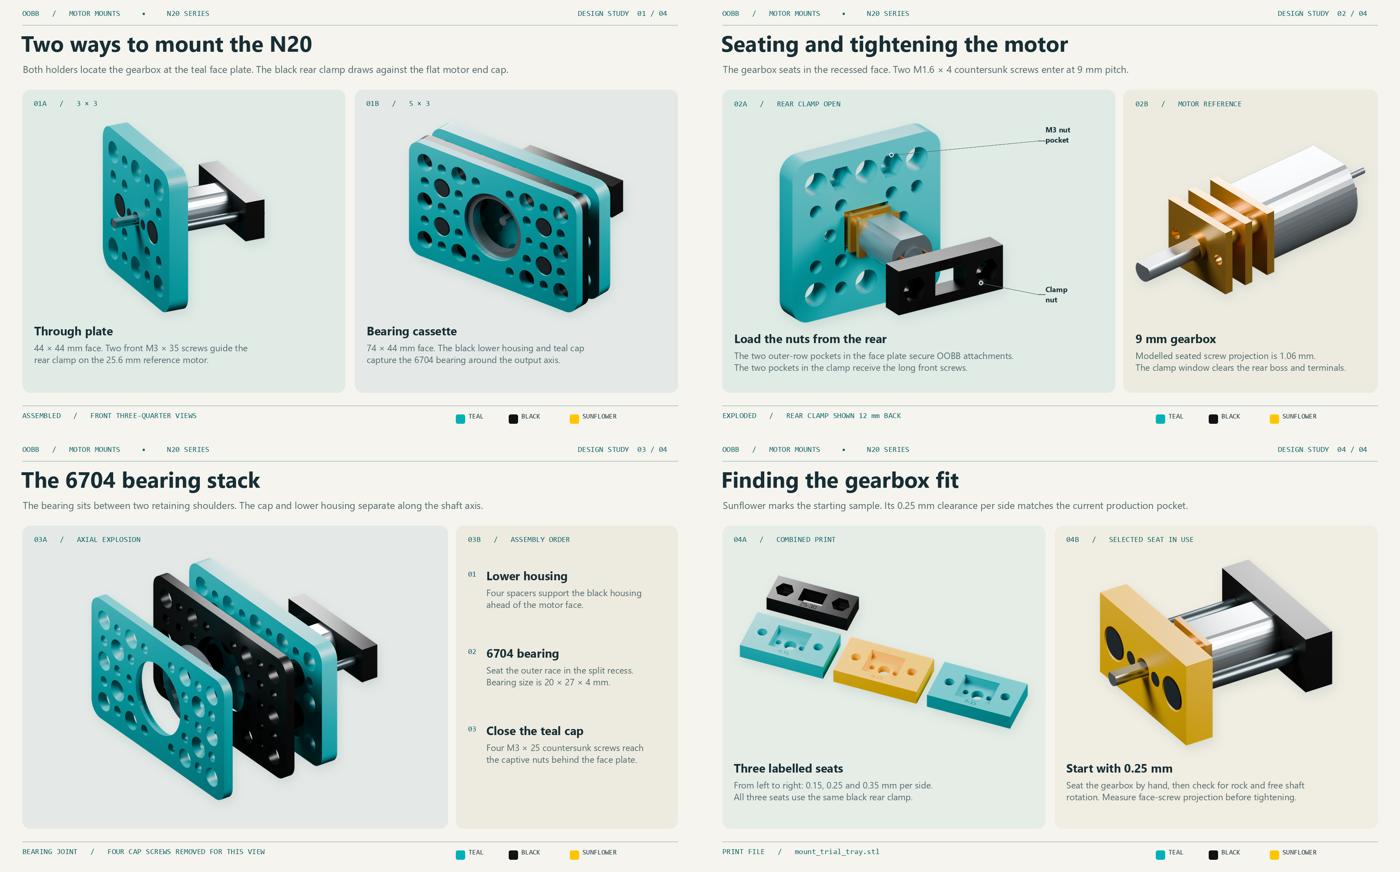 OOBB / MOTOR MOUNTS • N20 SERIES
DESIGN STUDY 01 / 04
Two ways to mount the N20
Both holders locate the gearbox at the teal face plate. The black rear clamp draws against the flat motor end cap.
01A / 3 × 3
Through plate
44 × 44 mm face. Two front M3 × 35 screws guide the
rear clamp on the 25.6 mm reference motor.
01B / 5 × 3
Bearing cassette
74 × 44 mm face. The black lower housing and teal cap
capture the 6704 bearing around the output axis.
ASSEMBLED / FRONT THREE-QUARTER VIEWS
TEAL
BLACK
SUNFLOWER
OOBB / MOTOR MOUNTS • N20 SERIES
DESIGN STUDY 02 / 04
Seating and tightening the motor
The gearbox seats in the recessed face. Two M1.6 × 4 countersunk screws enter at 9 mm pitch.
02A / REAR CLAMP OPEN
M3 nut
pocket
Clamp
nut
Load the nuts from the rear
The two outer-row pockets in the face plate secure OOBB attachments.
The two pockets in the clamp receive the long front screws.
02B / MOTOR REFERENCE
9 mm gearbox
Modelled seated screw projection is 1.06 mm.
The clamp window clears the rear boss and terminals.
EXPLODED / REAR CLAMP SHOWN 12 mm BACK
TEAL
BLACK
SUNFLOWER
OOBB / MOTOR MOUNTS • N20 SERIES
DESIGN STUDY 03 / 04
The 6704 bearing stack
The bearing sits between two retaining shoulders. The cap and lower housing separate along the shaft axis.
03A / AXIAL EXPLOSION
03B / ASSEMBLY ORDER
01 Lower housing
Four spacers support the black housing
ahead of the motor face.
02 6704 bearing
Seat the outer race in the split recess.
Bearing size is 20 × 27 × 4 mm.
03 Close the teal cap
Four M3 × 25 countersunk screws reach
the captive nuts behind the face plate.
BEARING JOINT / FOUR CAP SCREWS REMOVED FOR THIS VIEW
TEAL
BLACK
SUNFLOWER
OOBB / MOTOR MOUNTS • N20 SERIES
DESIGN STUDY 04 / 04
Finding the gearbox fit
Sunflower marks the starting sample. Its 0.25 mm clearance per side matches the current production pocket.
04A / COMBINED PRINT
Three labelled seats
From left to right: 0.15, 0.25 and 0.35 mm per side.
All three seats use the same black rear clamp.
04B / SELECTED SEAT IN USE
Start with 0.25 mm
Seat the gearbox by hand, then check for rock and free shaft
rotation. Measure face-screw projection before tightening.
PRINT FILE / mount_trial_tray.stl
TEAL
BLACK
SUNFLOWER